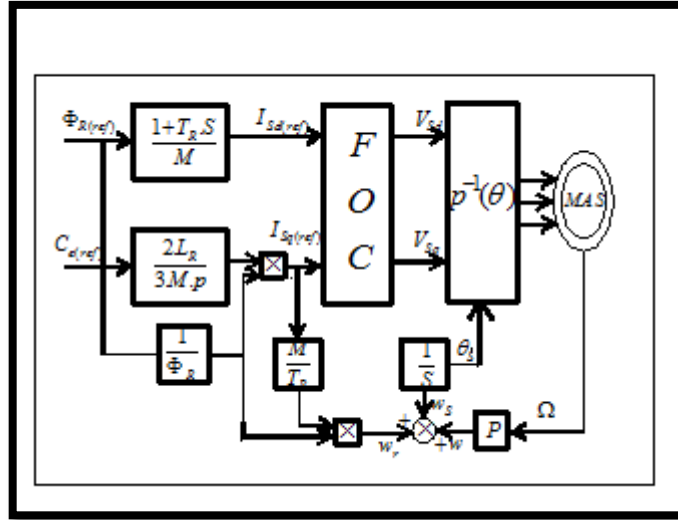 Φ_R(ref)
1+T_R.S / M
I_Sd(ref)
F
O
C
V_Sd
p^-1(θ)
MAS
C_e(ref)
2L_R / 3M.p
×
I_Sq(ref)
V_Sq
1 / Φ_R
M / T_R
1 / S
θ_s
w_s
×
w_r
+
×
+w
P
Ω